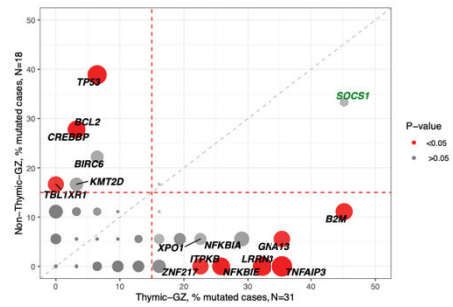 50
40
30
20
10
0
Non-Thymic-GZ, % mutated cases, N=18
TP53
SOCS1
BCL2
CREBBP
BIRC6
KMT2D
TBL1XR1
B2M
XPO1
NFKBIA
GNA13
ITPKB
LRRN3
ZNF217
NFKBIE
TNFAIP3
0 10 20 30 40 50
Thymic-GZ, % mutated cases, N=31
P-value
<0.05
>0.05